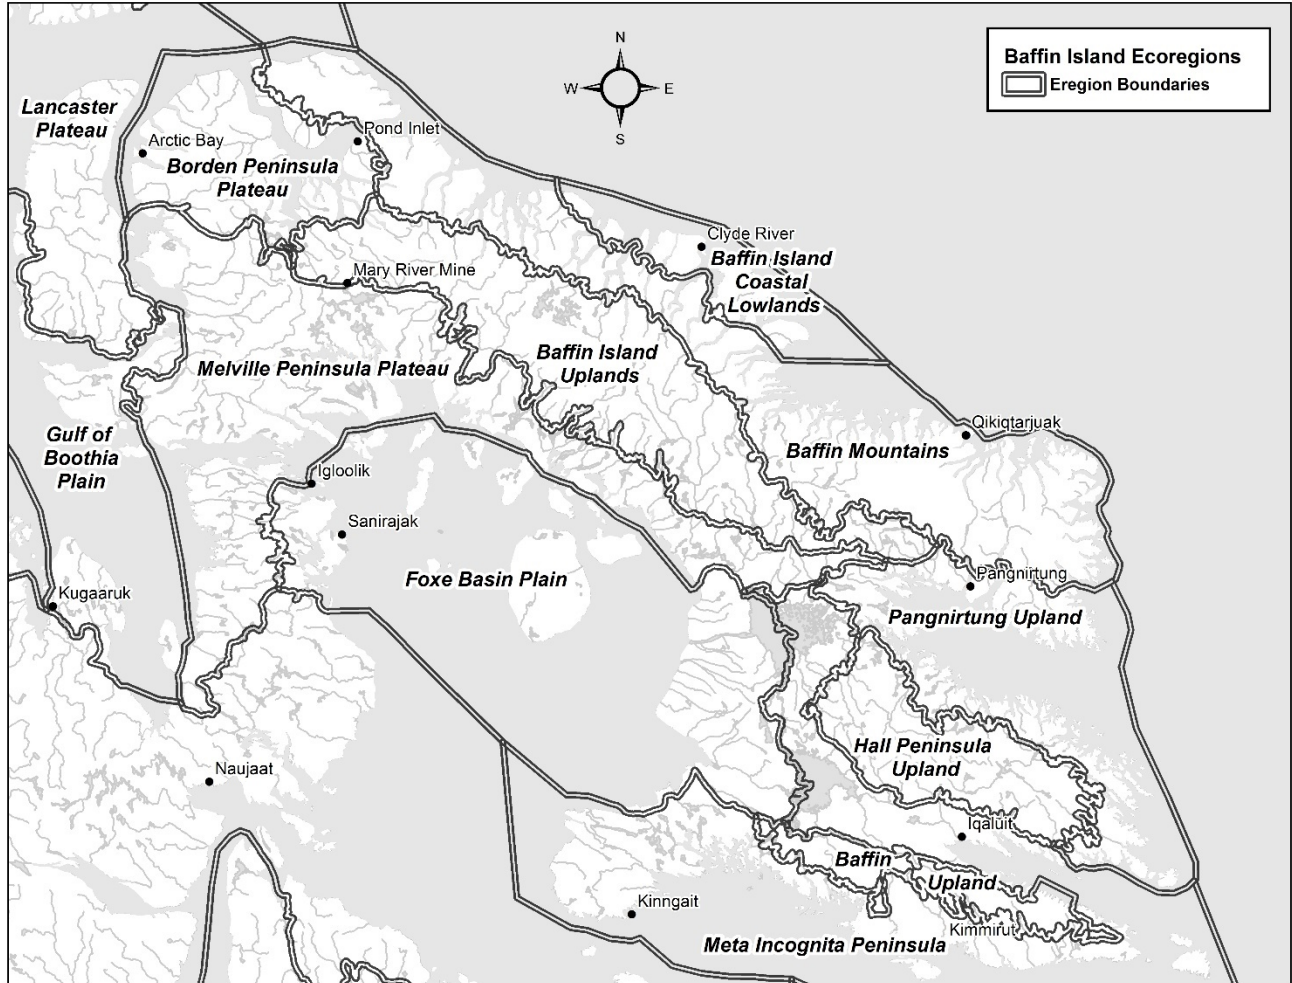 N
W
E
S
Baffin Island Ecoregions
Eregion Boundaries
Lancaster
Plateau
Arctic Bay
Pond Inlet
Borden Peninsula
Plateau
Clyde River
Baffin Island
Coastal
Lowlands
Mary River Mine
Melville Peninsula Plateau
Baffin Island
Uplands
Gulf of
Boothia
Plain
Qikiqtarjuak
Baffin Mountains
Igloolik
Sanirajak
Foxe Basin Plain
Pangnirtung
Kugaaruk
Pangnirtung Upland
Hall Peninsula
Upland
Naujaat
Iqaluit
Baffin
Upland
Kinngait
Kimmirut
Meta Incognita Peninsula